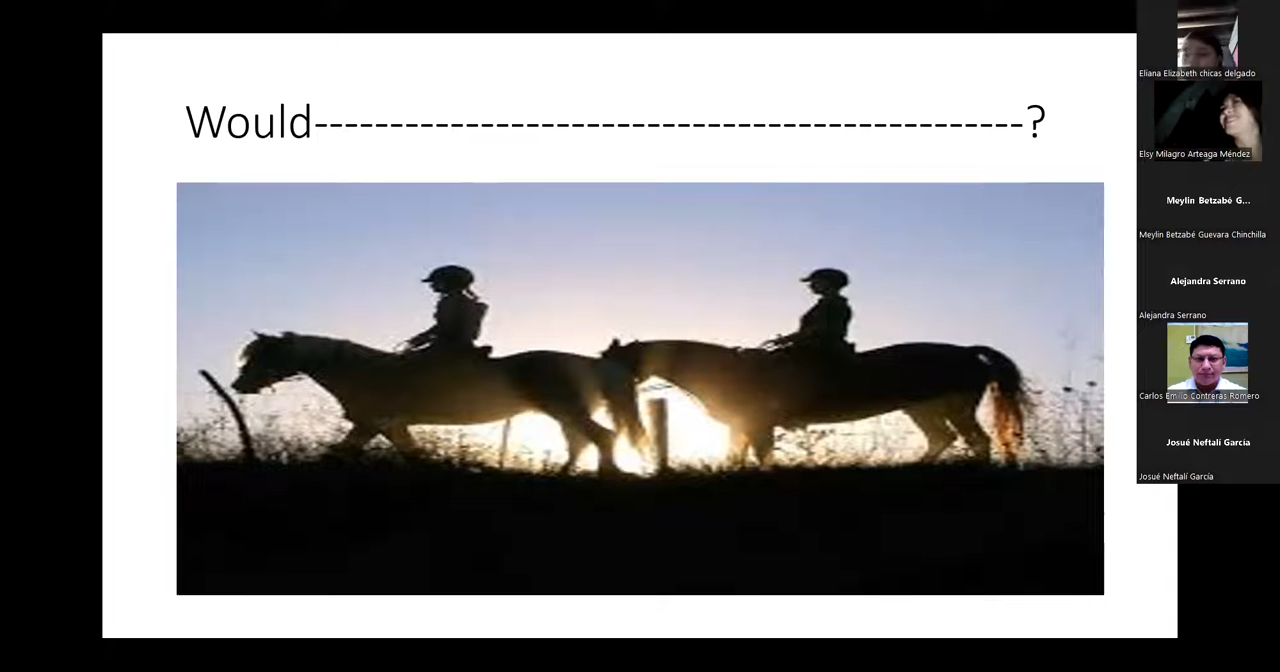 Would-----------------------------------------------?
Eliana Elizabeth chicas delgado
Elsy Milagro Arteaga Méndez
Meylin Betzabé G...
Meylin Betzabé Guevara Chinchilla
Alejandra Serrano
Alejandra Serrano
Carlos Emilio Contreras Romero
Josué Neftalí García
Josué Neftalí García